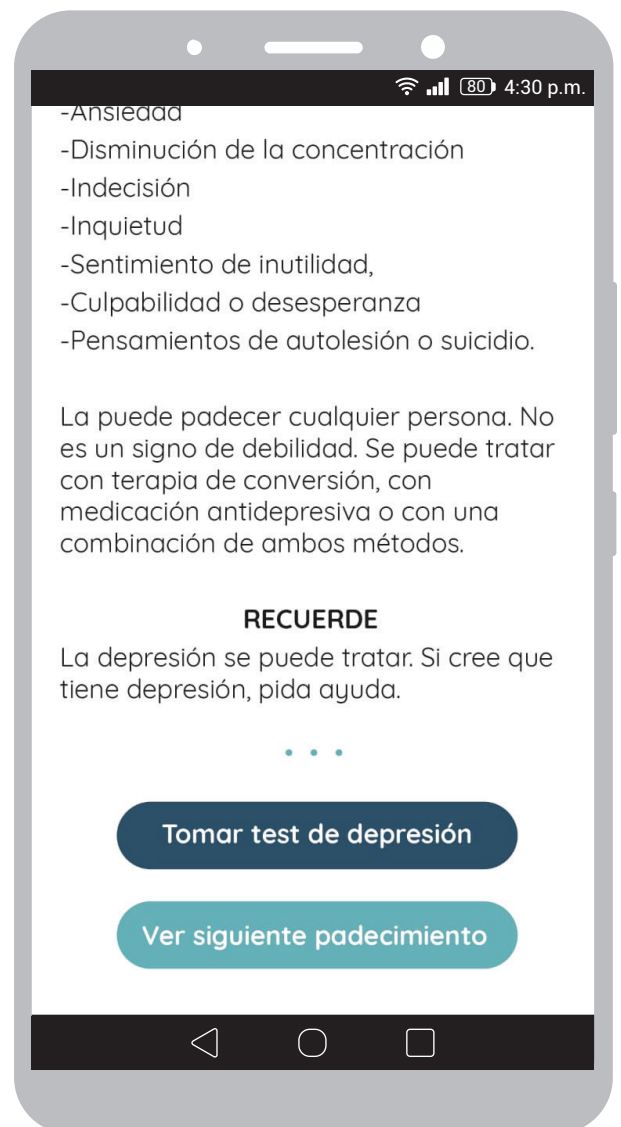 80 4:30 p.m.
-Ansiedad
-Disminución de la concentración
-Indecisión
-Inquietud
-Sentimiento de inutilidad,
-Culpabilidad o desesperanza
-Pensamientos de autolesión o suicidio.
La puede padecer cualquier persona. No
es un signo de debilidad. Se puede tratar
con terapia de conversión, con
medicación antidepresiva o con una
combinación de ambos métodos.
RECUERDE
La depresión se puede tratar. Si cree que
tiene depresión, pida ayuda.
Tomar test de depresión
Ver siguiente padecimiento